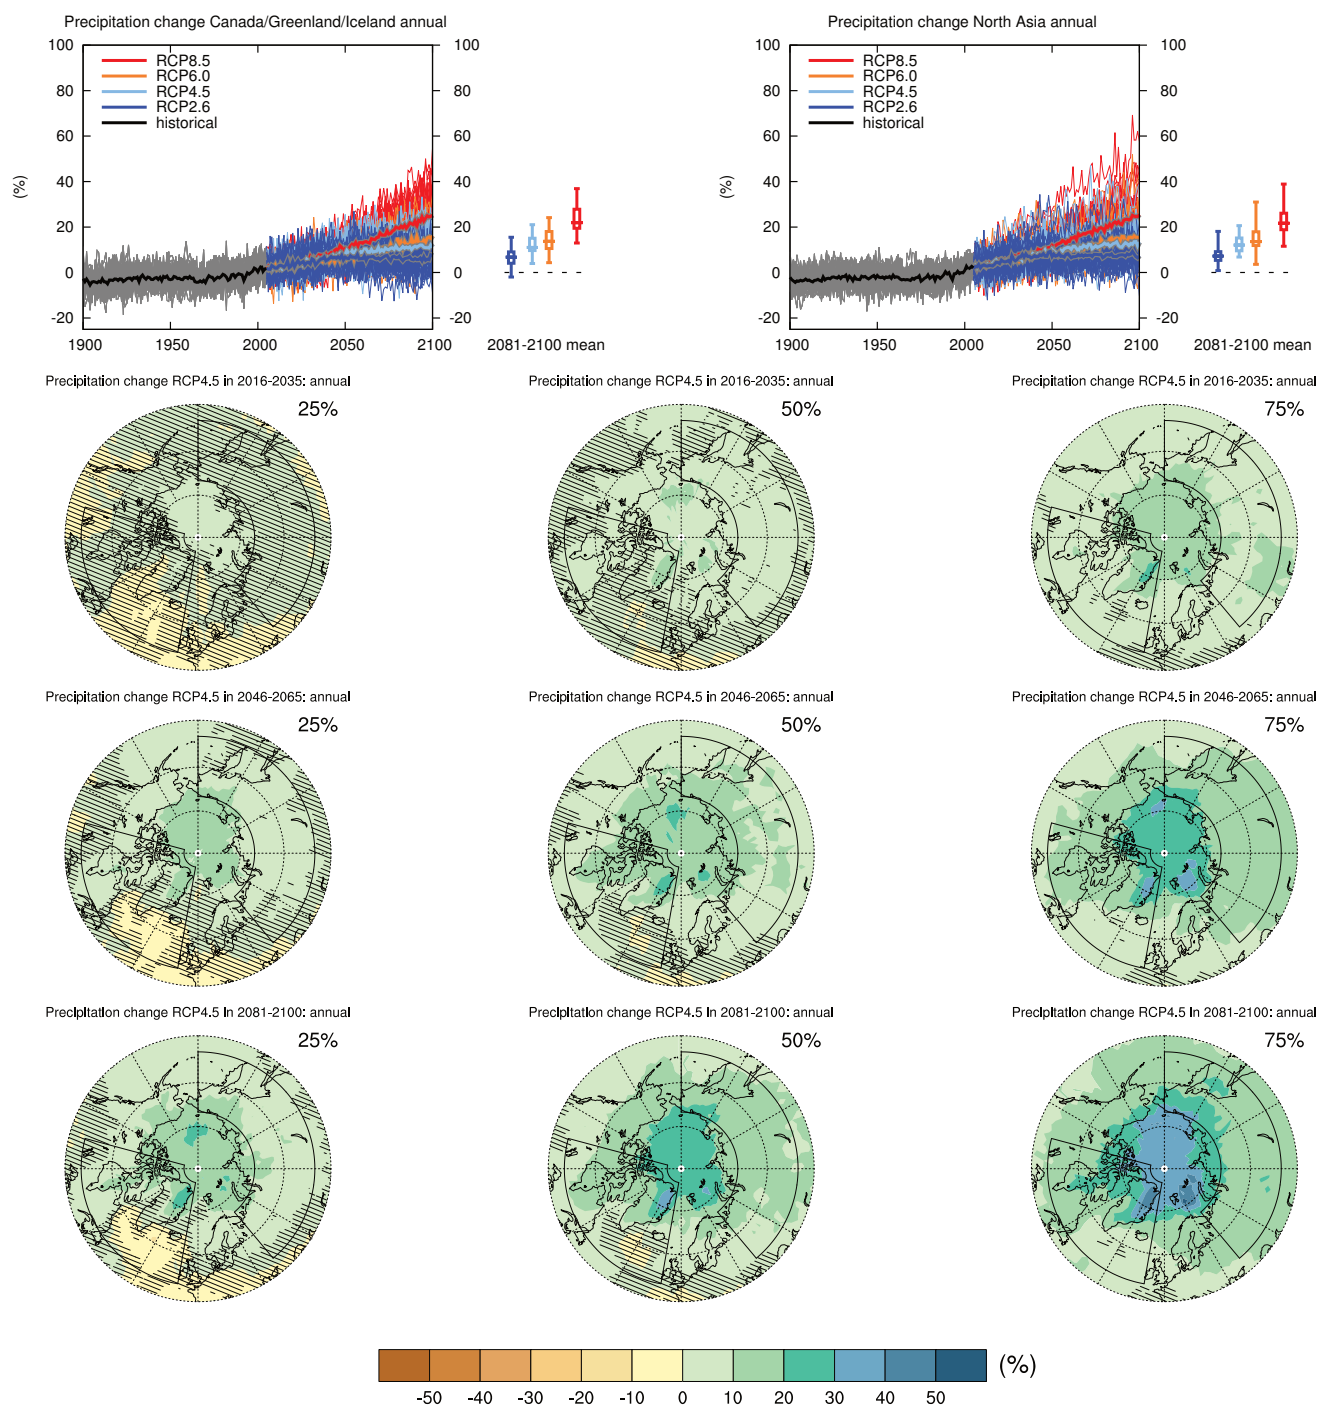 Precipitation change Canada/Greenland/Iceland annual
Precipitation change North Asia annual
(%)
100
80
60
40
20
0
-20
RCP8.5
RCP6.0
RCP4.5
RCP2.6
historical
100
80
60
40
20
0
-20
1900 1950 2000 2050 2100
2081-2100 mean
(%)
100
80
60
40
20
0
-20
RCP8.5
RCP6.0
RCP4.5
RCP2.6
historical
100
80
60
40
20
0
-20
1900 1950 2000 2050 2100
2081-2100 mean
Precipitation change RCP4.5 in 2016-2035: annual
25%
Precipitation change RCP4.5 in 2016-2035: annual
50%
Precipitation change RCP4.5 in 2016-2035: annual
75%
Precipitation change RCP4.5 in 2046-2065: annual
25%
Precipitation change RCP4.5 in 2046-2065: annual
50%
Precipitation change RCP4.5 in 2046-2065: annual
75%
Precipitation change RCP4.5 in 2081-2100: annual
25%
Precipitation change RCP4.5 in 2081-2100: annual
50%
Precipitation change RCP4.5 in 2081-2100: annual
75%
(%)
-50 -40 -30 -20 -10 0 10 20 30 40 50